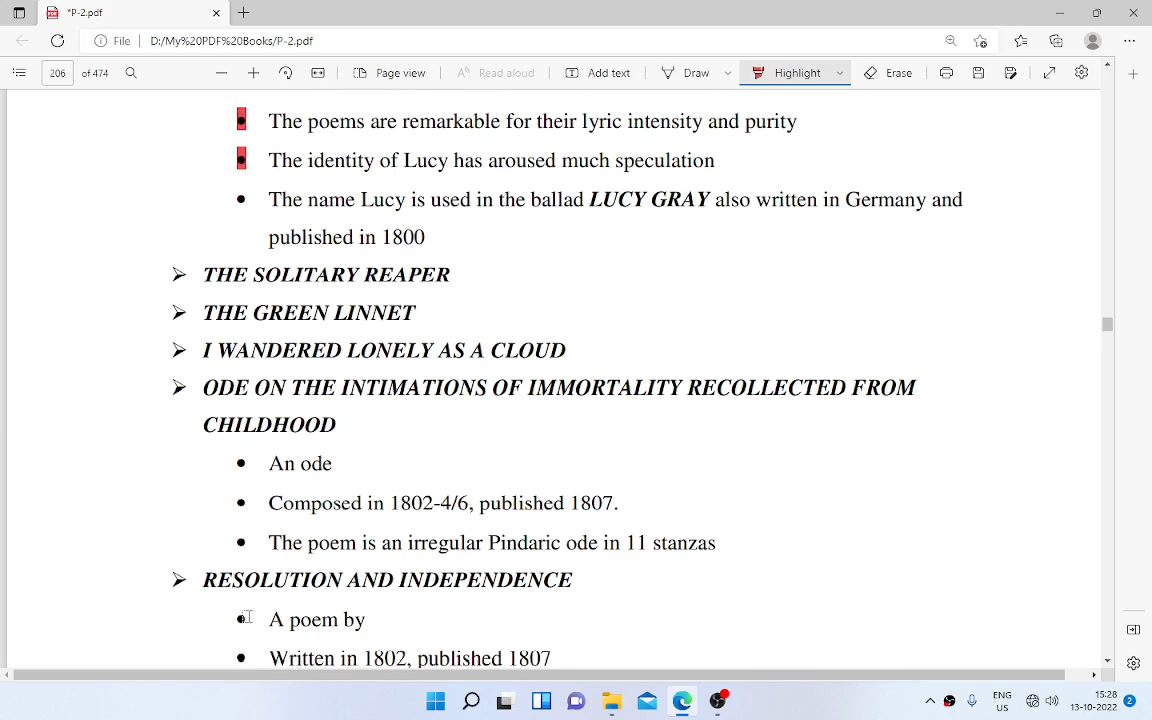 *P-2.pdf
File D:/My%20PDF%20Books/P-2.pdf
206 of 474 Page view Read aloud Add text Draw Highlight Erase
• The poems are remarkable for their lyric intensity and purity
• The identity of Lucy has aroused much speculation
• The name Lucy is used in the ballad LUCY GRAY also written in Germany and
published in 1800
➢ THE SOLITARY REAPER
➢ THE GREEN LINNET
➢ I WANDERED LONELY AS A CLOUD
➢ ODE ON THE INTIMATIONS OF IMMORTALITY RECOLLECTED FROM
CHILDHOOD
• An ode
• Composed in 1802-4/6, published 1807.
• The poem is an irregular Pindaric ode in 11 stanzas
➢ RESOLUTION AND INDEPENDENCE
• A poem by
• Written in 1802, published 1807
ENG 15:28
US 13-10-2022 2